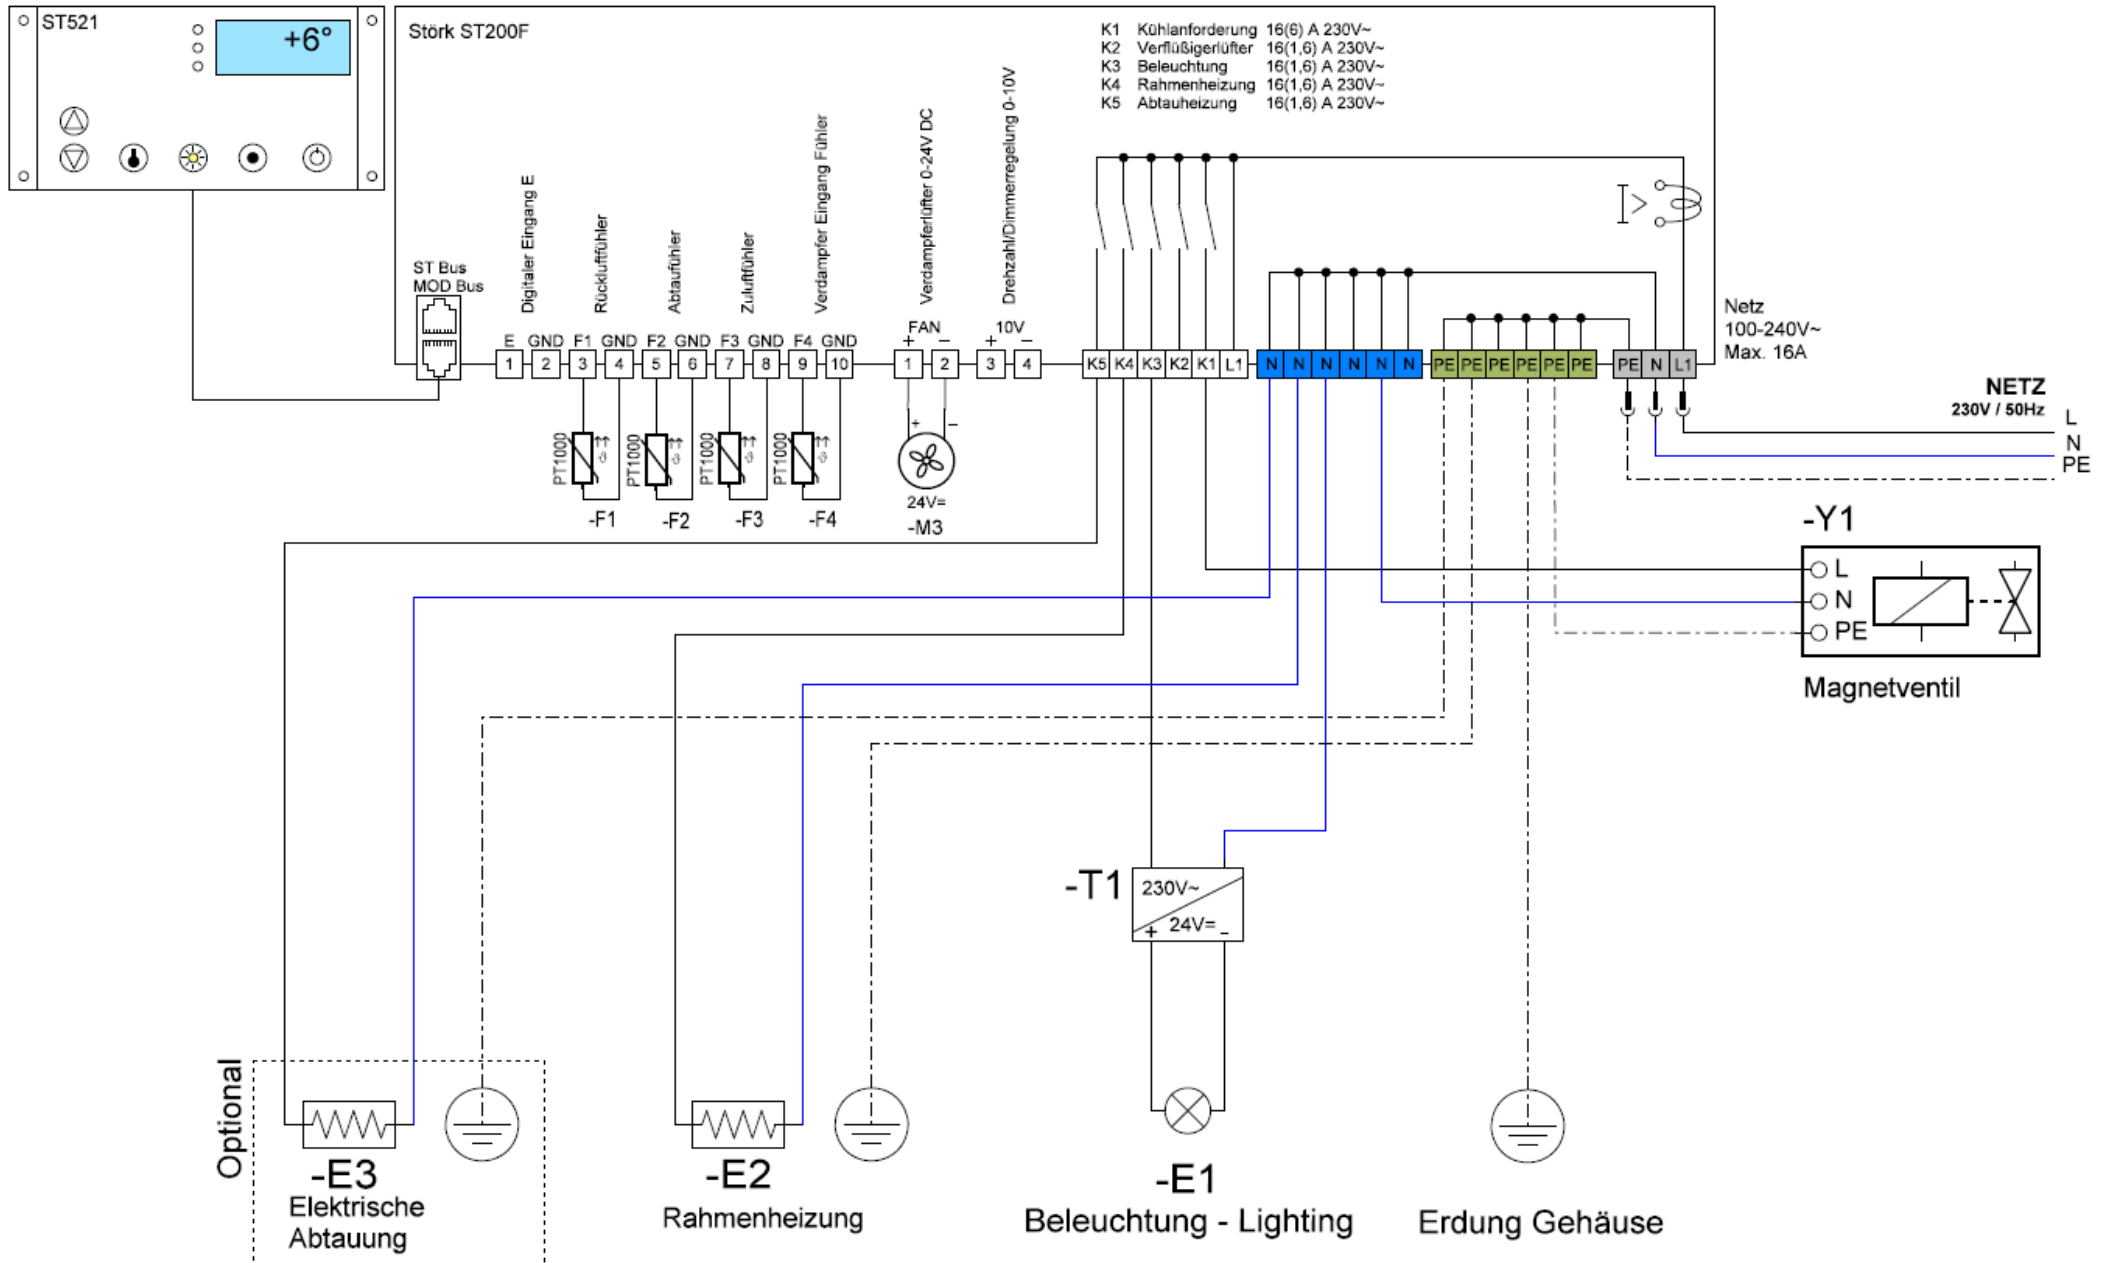 ST521
+6°
Störk ST200F
K1 Kühlanforderung 16(6) A 230V~
K2 Verflüßigerlüfter 16(1,6) A 230V~
K3 Beleuchtung 16(1,6) A 230V~
K4 Rahmenheizung 16(1,6) A 230V~
K5 Abtauheizung 16(1,6) A 230V~
ST Bus
MOD Bus
Digitaler Eingang E
Rückluftfühler
Abtaufühler
Zuluftfühler
Verdampfer Eingang Fühler
Verdampferlüfter 0-24V DC
Drehzahl/Dimmerregelung 0-10V
E GND F1 GND F2 GND F3 GND F4 GND
FAN
+ −
10V
+ −
1 2 3 4 5 6 7 8 9 10
1 2 3 4
K5 K4 K3 K2 K1 L1
N N N N N N
PE PE PE PE PE PE
PE N L1
Netz
100-240V~
Max. 16A
NETZ
230V / 50Hz
L
N
PE
PT1000
PT1000
PT1000
PT1000
ϑ ϑ ϑ ϑ
-F1
-F2
-F3
-F4
+ −
24V=
-M3
-Y1
L
N
PE
Magnetventil
-T1
230V~
24V=
+ -
Optional
-E3
Elektrische
Abtauung
-E2
Rahmenheizung
-E1
Beleuchtung - Lighting
Erdung Gehäuse